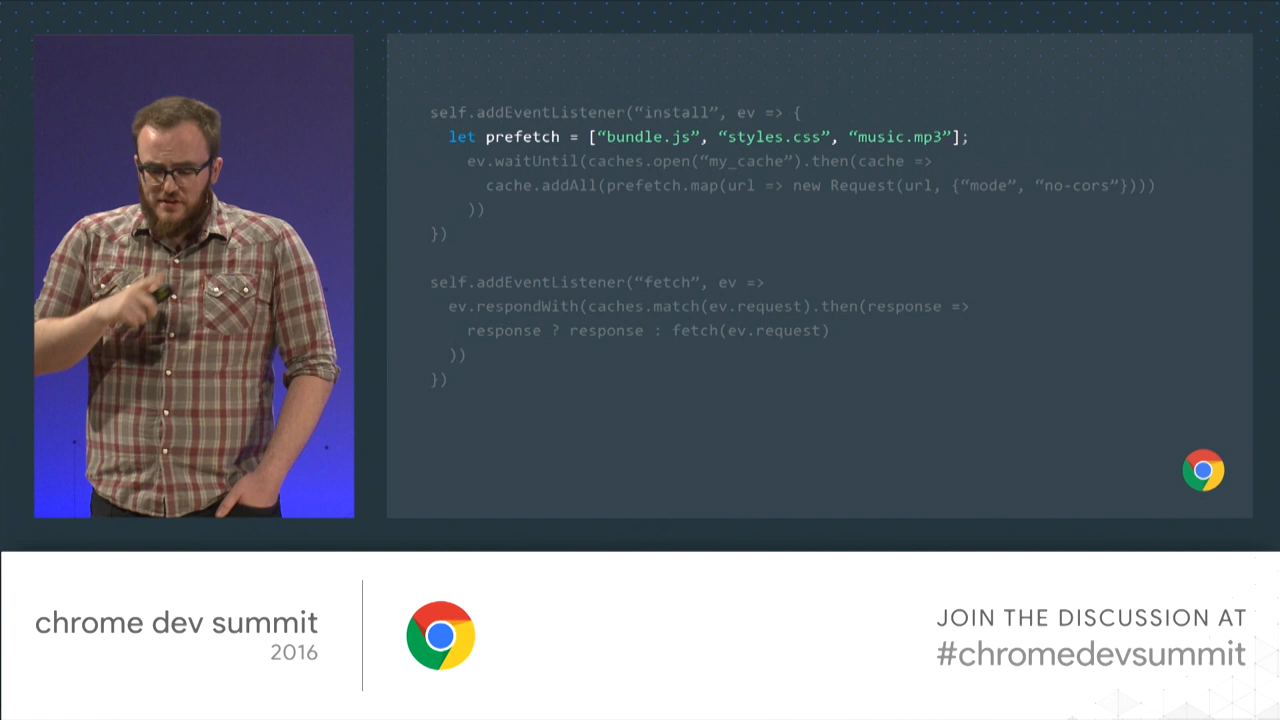 self.addEventListener(“install”, ev => {
let prefetch = [“bundle.js”, “styles.css”, “music.mp3”];
ev.waitUntil(caches.open(“my_cache”).then(cache =>
cache.addAll(prefetch.map(url => new Request(url, {“mode”, “no-cors”})))
))
})
self.addEventListener(“fetch”, ev =>
ev.respondWith(caches.match(ev.request).then(response =>
response ? response : fetch(ev.request)
))
})
chrome dev summit
2016
JOIN THE DISCUSSION AT
#chromedevsummit